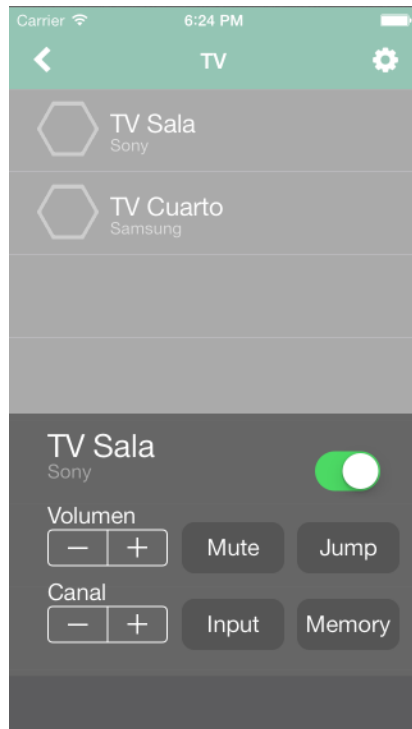 Carrier 6:24 PM
TV
TV Sala
Sony
TV Cuarto
Samsung
TV Sala
Sony
Volumen
— + Mute Jump
Canal
— + Input Memory